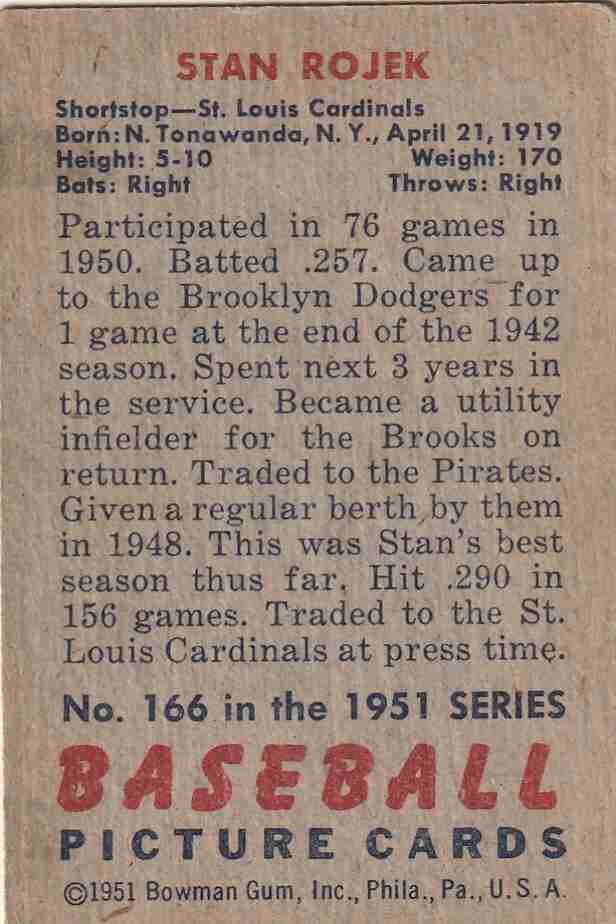 STAN ROJEK
Shortstop—St. Louis Cardinals
Born: N. Tonawanda, N. Y., April 21, 1919
Height: 5-10 Weight: 170
Bats: Right Throws: Right
Participated in 76 games in
1950. Batted .257. Came up
to the Brooklyn Dodgers for
1 game at the end of the 1942
season. Spent next 3 years in
the service. Became a utility
infielder for the Brooks on
return. Traded to the Pirates.
Given a regular berth by them
in 1948. This was Stan's best
season thus far. Hit .290 in
156 games. Traded to the St.
Louis Cardinals at press time.
No. 166 in the 1951 SERIES
BASEBALL
PICTURE CARDS
©1951 Bowman Gum, Inc., Phila., Pa., U. S. A.